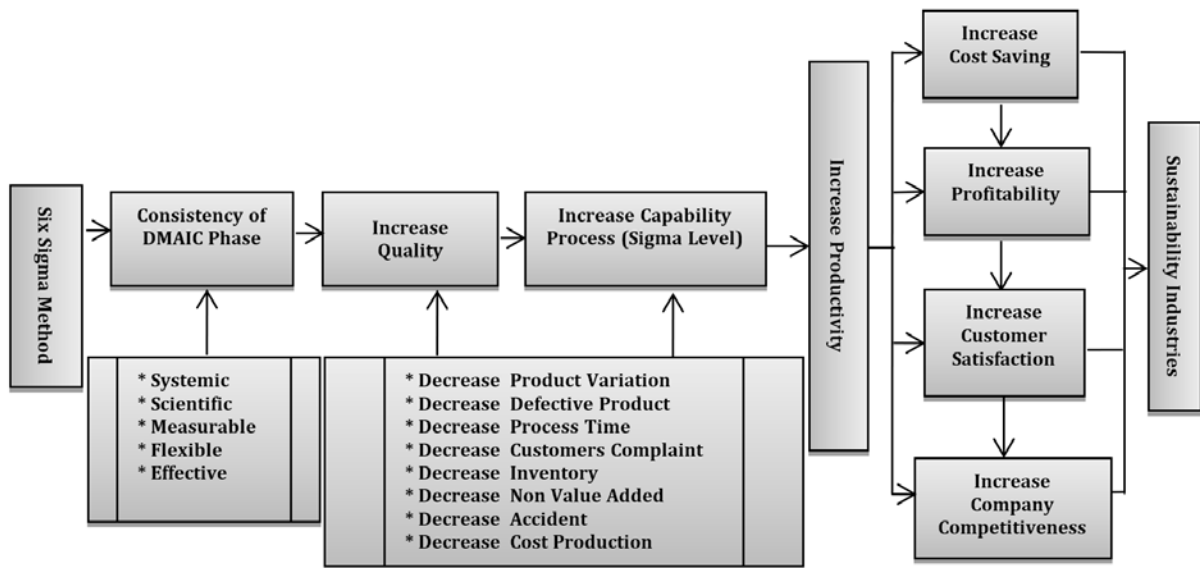 Six Sigma Method
Consistency of
DMAIC Phase
* Systemic
* Scientific
* Measurable
* Flexible
* Effective
Increase
Quality
Increase Capability
Process (Sigma Level)
* Decrease Product Variation
* Decrease Defective Product
* Decrease Process Time
* Decrease Customers Complaint
* Decrease Inventory
* Decrease Non Value Added
* Decrease Accident
* Decrease Cost Production
Increase Productivity
Increase
Cost Saving
Increase
Profitability
Increase
Customer
Satisfaction
Increase
Company
Competitiveness
Sustainability Industries